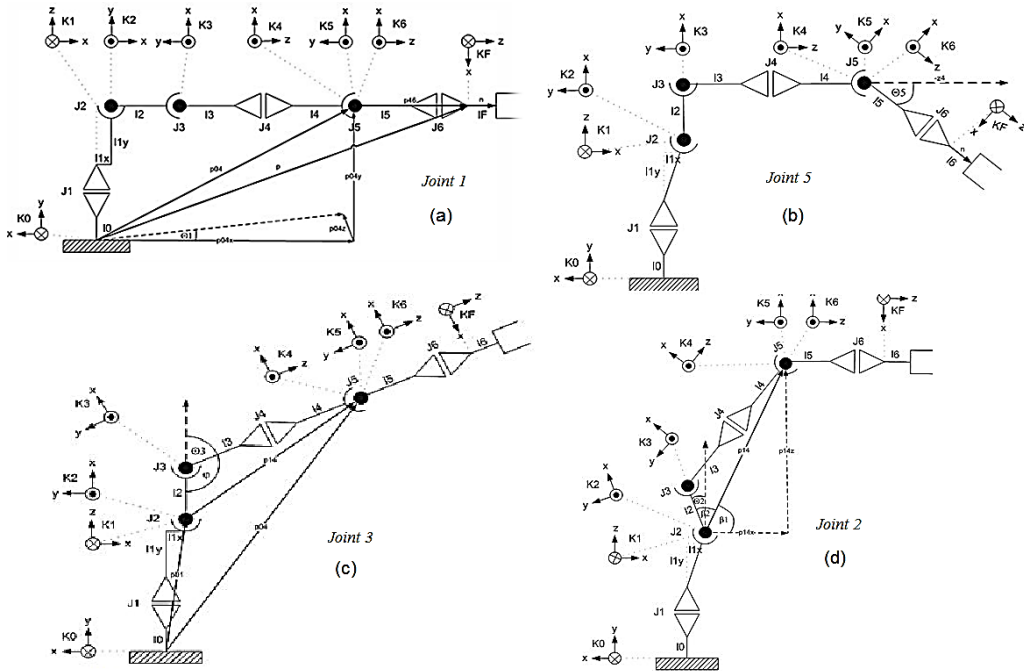 z K1 x
y K2 x
x K3 y
x K4 z
x K5 y
x K6 z
KF x
J2
l2
J3
l3
J4
l4
J5
l5
p46
J6
n
lF
l1y
l1x
J1
p04
p
p04y
Joint 1
(a)
K0 y
x
l0
Θ1
p04z
p04x
x K3 y
x K4 z
K5 x y
x K6 z
K2 x
y
J3
l3
J4
l4
J5
-z4
Θ5
l5
J6
l2
z K1 x
J2
l1x
l1y
x KF z
n
l6
Joint 5
(b)
J1
K0 y
x
l0
x K6 z
x K5 y
z
KF
x
x K4 z
J6
l6
l5
J5
x K3 y
Θ3
φ
l4
J4
l3
J3
l2
p14
x K2 y
J2
z K1 x
l1x
l1y
p01
p04
Joint 3
(c)
J1
K0 y
x
l0
x K5 y
x K6 z
z
KF
x
x K4 z
J5
l5
J6
l6
l4
J4
x K3 y
p14
p14z
l3
J3
x K2 y
l2
Θ2
β2
β1
J2
-p14x
z K1 x
l1x
l1y
Joint 2
(d)
J1
K0 y
x
l0